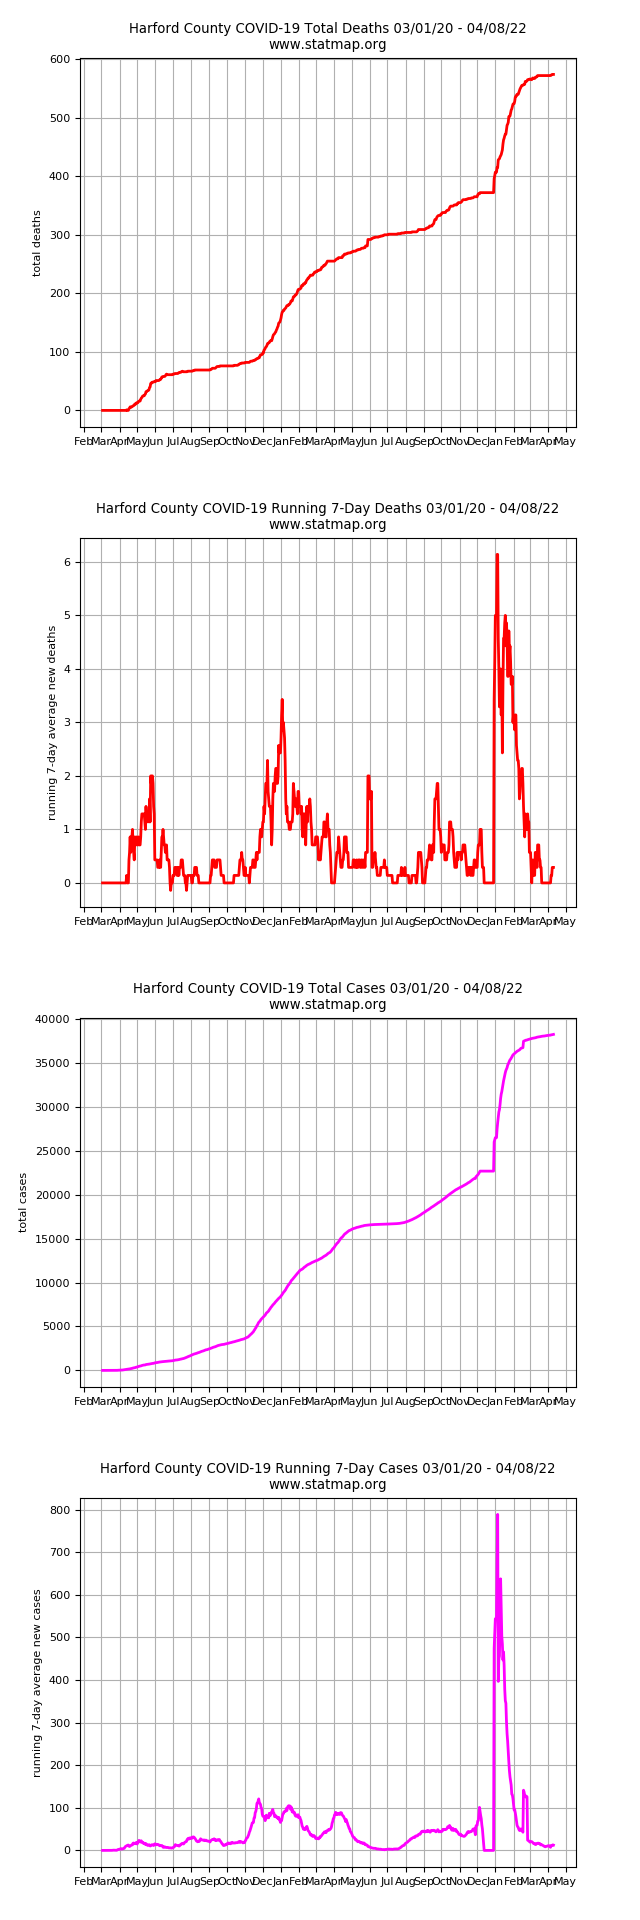 Harford County COVID-19 Total Deaths 03/01/20 - 04/08/22
www.statmap.org
600
500
400
300
200
100
0
total deaths
Feb Mar Apr May Jun Jul Aug Sep Oct Nov Dec Jan Feb Mar Apr May Jun Jul Aug Sep Oct Nov Dec Jan Feb Mar Apr May
Harford County COVID-19 Running 7-Day Deaths 03/01/20 - 04/08/22
www.statmap.org
6
5
4
3
2
1
0
running 7-day average new deaths
Feb Mar Apr May Jun Jul Aug Sep Oct Nov Dec Jan Feb Mar Apr May Jun Jul Aug Sep Oct Nov Dec Jan Feb Mar Apr May
Harford County COVID-19 Total Cases 03/01/20 - 04/08/22
www.statmap.org
40000
35000
30000
25000
20000
15000
10000
5000
0
total cases
Feb Mar Apr May Jun Jul Aug Sep Oct Nov Dec Jan Feb Mar Apr May Jun Jul Aug Sep Oct Nov Dec Jan Feb Mar Apr May
Harford County COVID-19 Running 7-Day Cases 03/01/20 - 04/08/22
www.statmap.org
800
700
600
500
400
300
200
100
0
running 7-day average new cases
Feb Mar Apr May Jun Jul Aug Sep Oct Nov Dec Jan Feb Mar Apr May Jun Jul Aug Sep Oct Nov Dec Jan Feb Mar Apr May